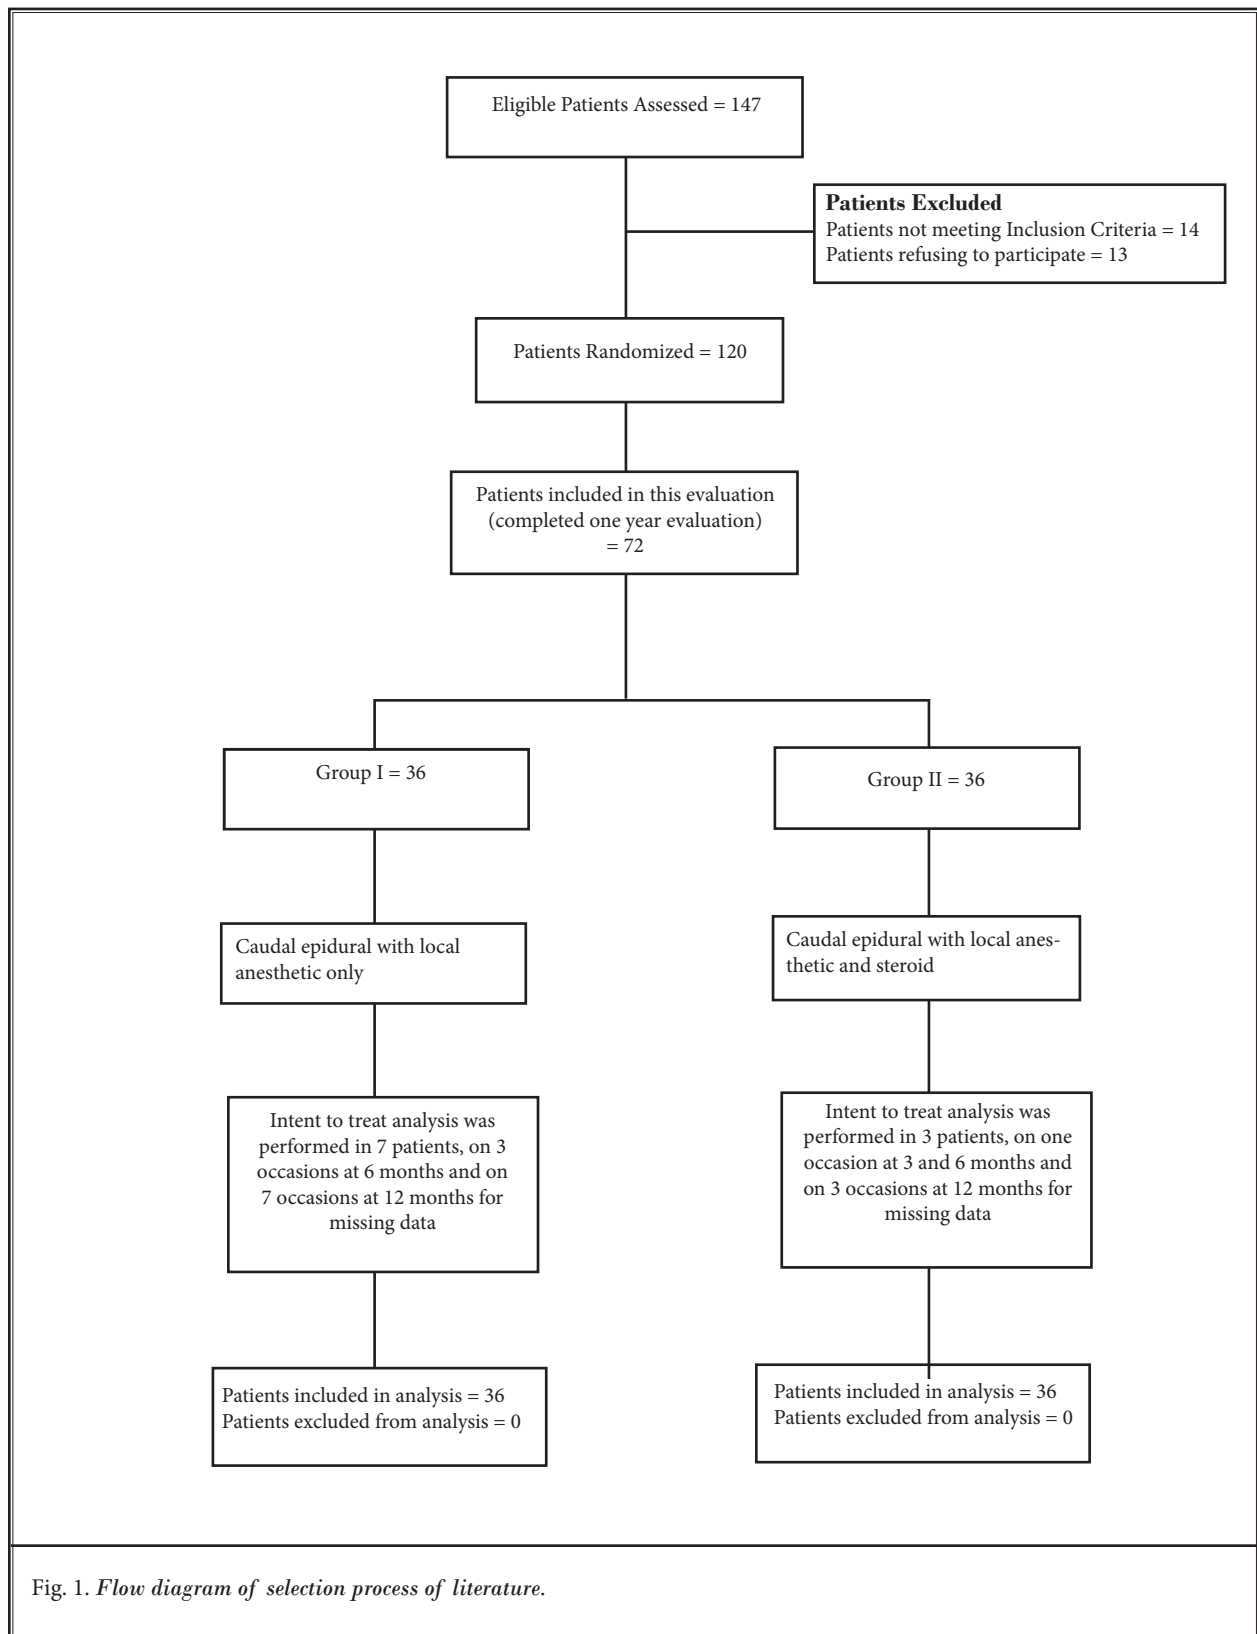 Eligible Patients Assessed = 147
Patients Excluded
Patients not meeting Inclusion Criteria = 14
Patients refusing to participate = 13
Patients Randomized = 120
Patients included in this evaluation
(completed one year evaluation)
= 72
Group I = 36
Group II = 36
Caudal epidural with local
anesthetic only
Caudal epidural with local anes-
thetic and steroid
Intent to treat analysis was
performed in 7 patients, on 3
occasions at 6 months and on
7 occasions at 12 months for
missing data
Intent to treat analysis was
performed in 3 patients, on one
occasion at 3 and 6 months and
on 3 occasions at 12 months for
missing data
Patients included in analysis = 36
Patients excluded from analysis = 0
Patients included in analysis = 36
Patients excluded from analysis = 0
Fig. 1. Flow diagram of selection process of literature.